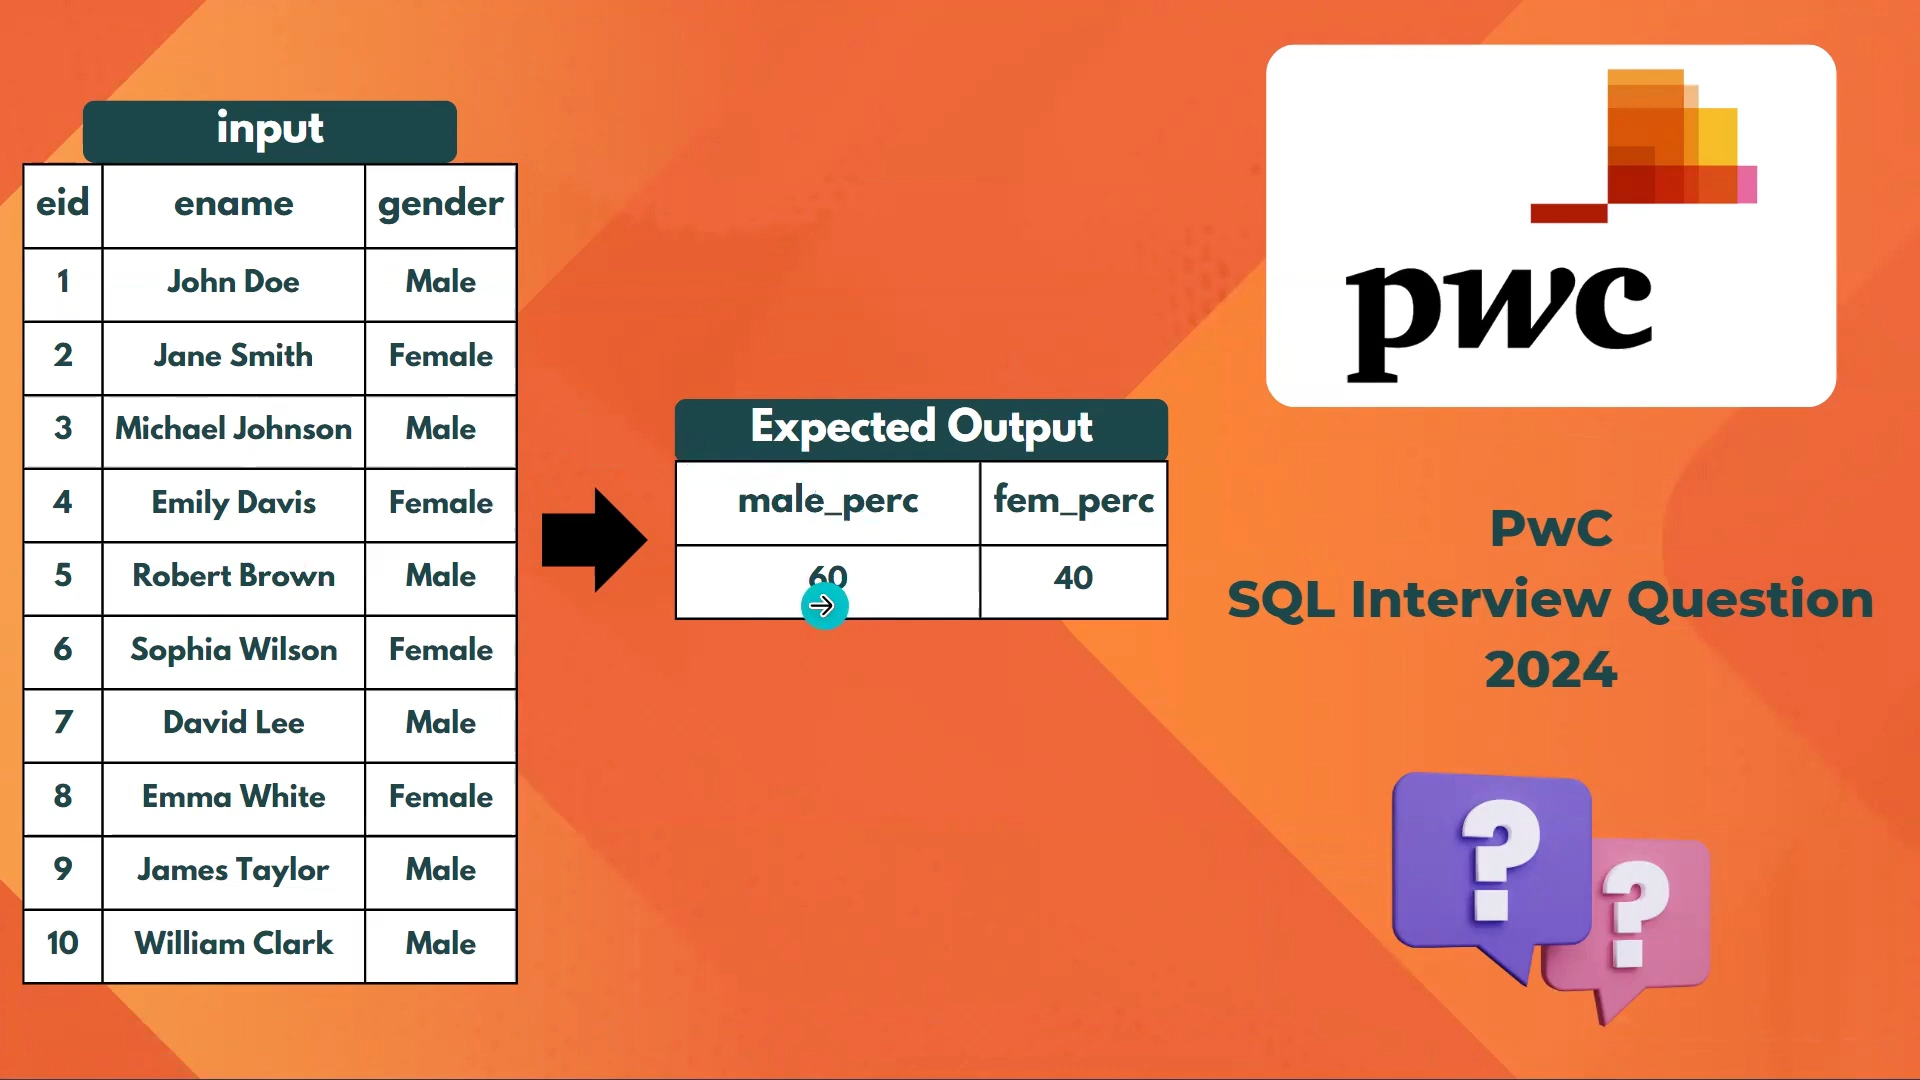 input
eid ename gender
1 John Doe Male
2 Jane Smith Female
3 Michael Johnson Male
4 Emily Davis Female
5 Robert Brown Male
6 Sophia Wilson Female
7 David Lee Male
8 Emma White Female
9 James Taylor Male
10 William Clark Male
Expected Output
male_perc fem_perc
60 40
pwc
PwC
SQL Interview Question
2024
? ?